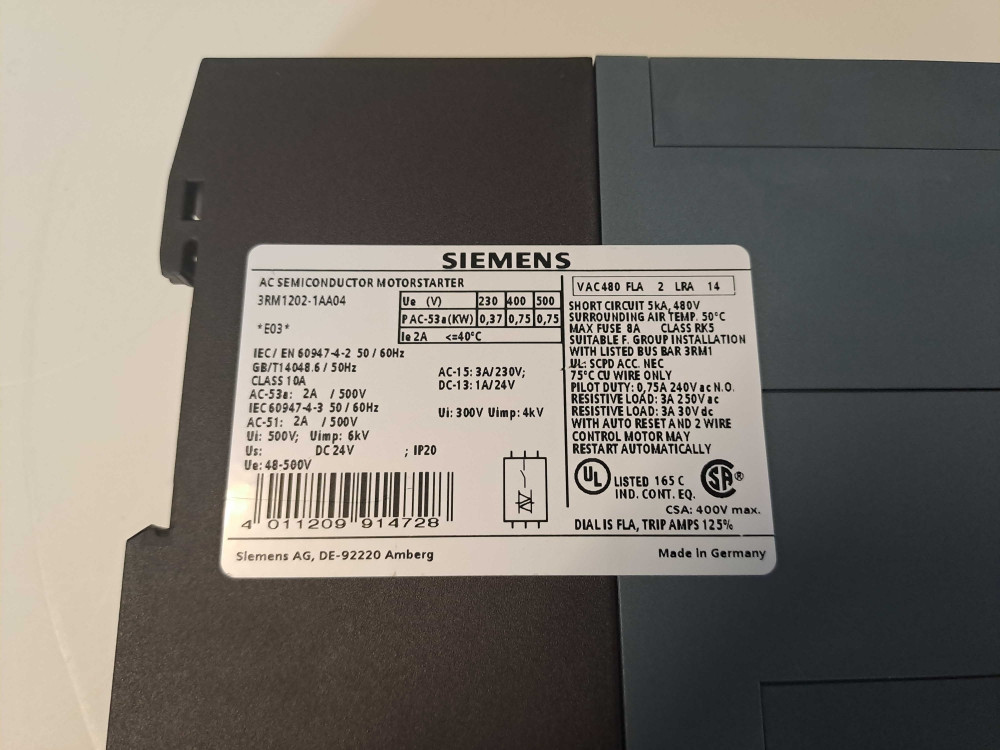 SIEMENS
AC SEMICONDUCTOR MOTORSTARTER
3RM1202-1AA04
*E03*
Ue (V) 230 400 500
P AC-53a(KW) 0,37 0,75 0,75
Ie 2A <=40°C
IEC/ EN 60947-4-2 50 / 60Hz
GB/T14048.6 / 50Hz
CLASS 10A
AC-53a: 2A / 500V
IEC 60947-4-3 50 / 60Hz
AC-51: 2A / 500V
Ui: 500V; Uimp: 6kV
Us: DC 24V ; IP20
Ue: 48-500V
AC-15: 3A/230V;
DC-13: 1A/24V
Ui: 300V Uimp: 4kV
4 011209 914728
VAC480 FLA 2 LRA 14
SHORT CIRCUIT 5kA, 480V
SURROUNDING AIR TEMP. 50°C
MAX FUSE 8A CLASS RK5
SUITABLE F. GROUP INSTALLATION
WITH LISTED BUS BAR 3RM1
UL: SCPD ACC. NEC
75°C CU WIRE ONLY
PILOT DUTY: 0,75A 240V ac N.O.
RESISTIVE LOAD: 3A 250V ac
RESISTIVE LOAD: 3A 30V dc
WITH AUTO RESET AND 2 WIRE
CONTROL MOTOR MAY
RESTART AUTOMATICALLY
UL LISTED 165 C
IND. CONT. EQ.
SA ®
CSA: 400V max.
DIAL IS FLA, TRIP AMPS 125%
Siemens AG, DE-92220 Amberg
Made in Germany